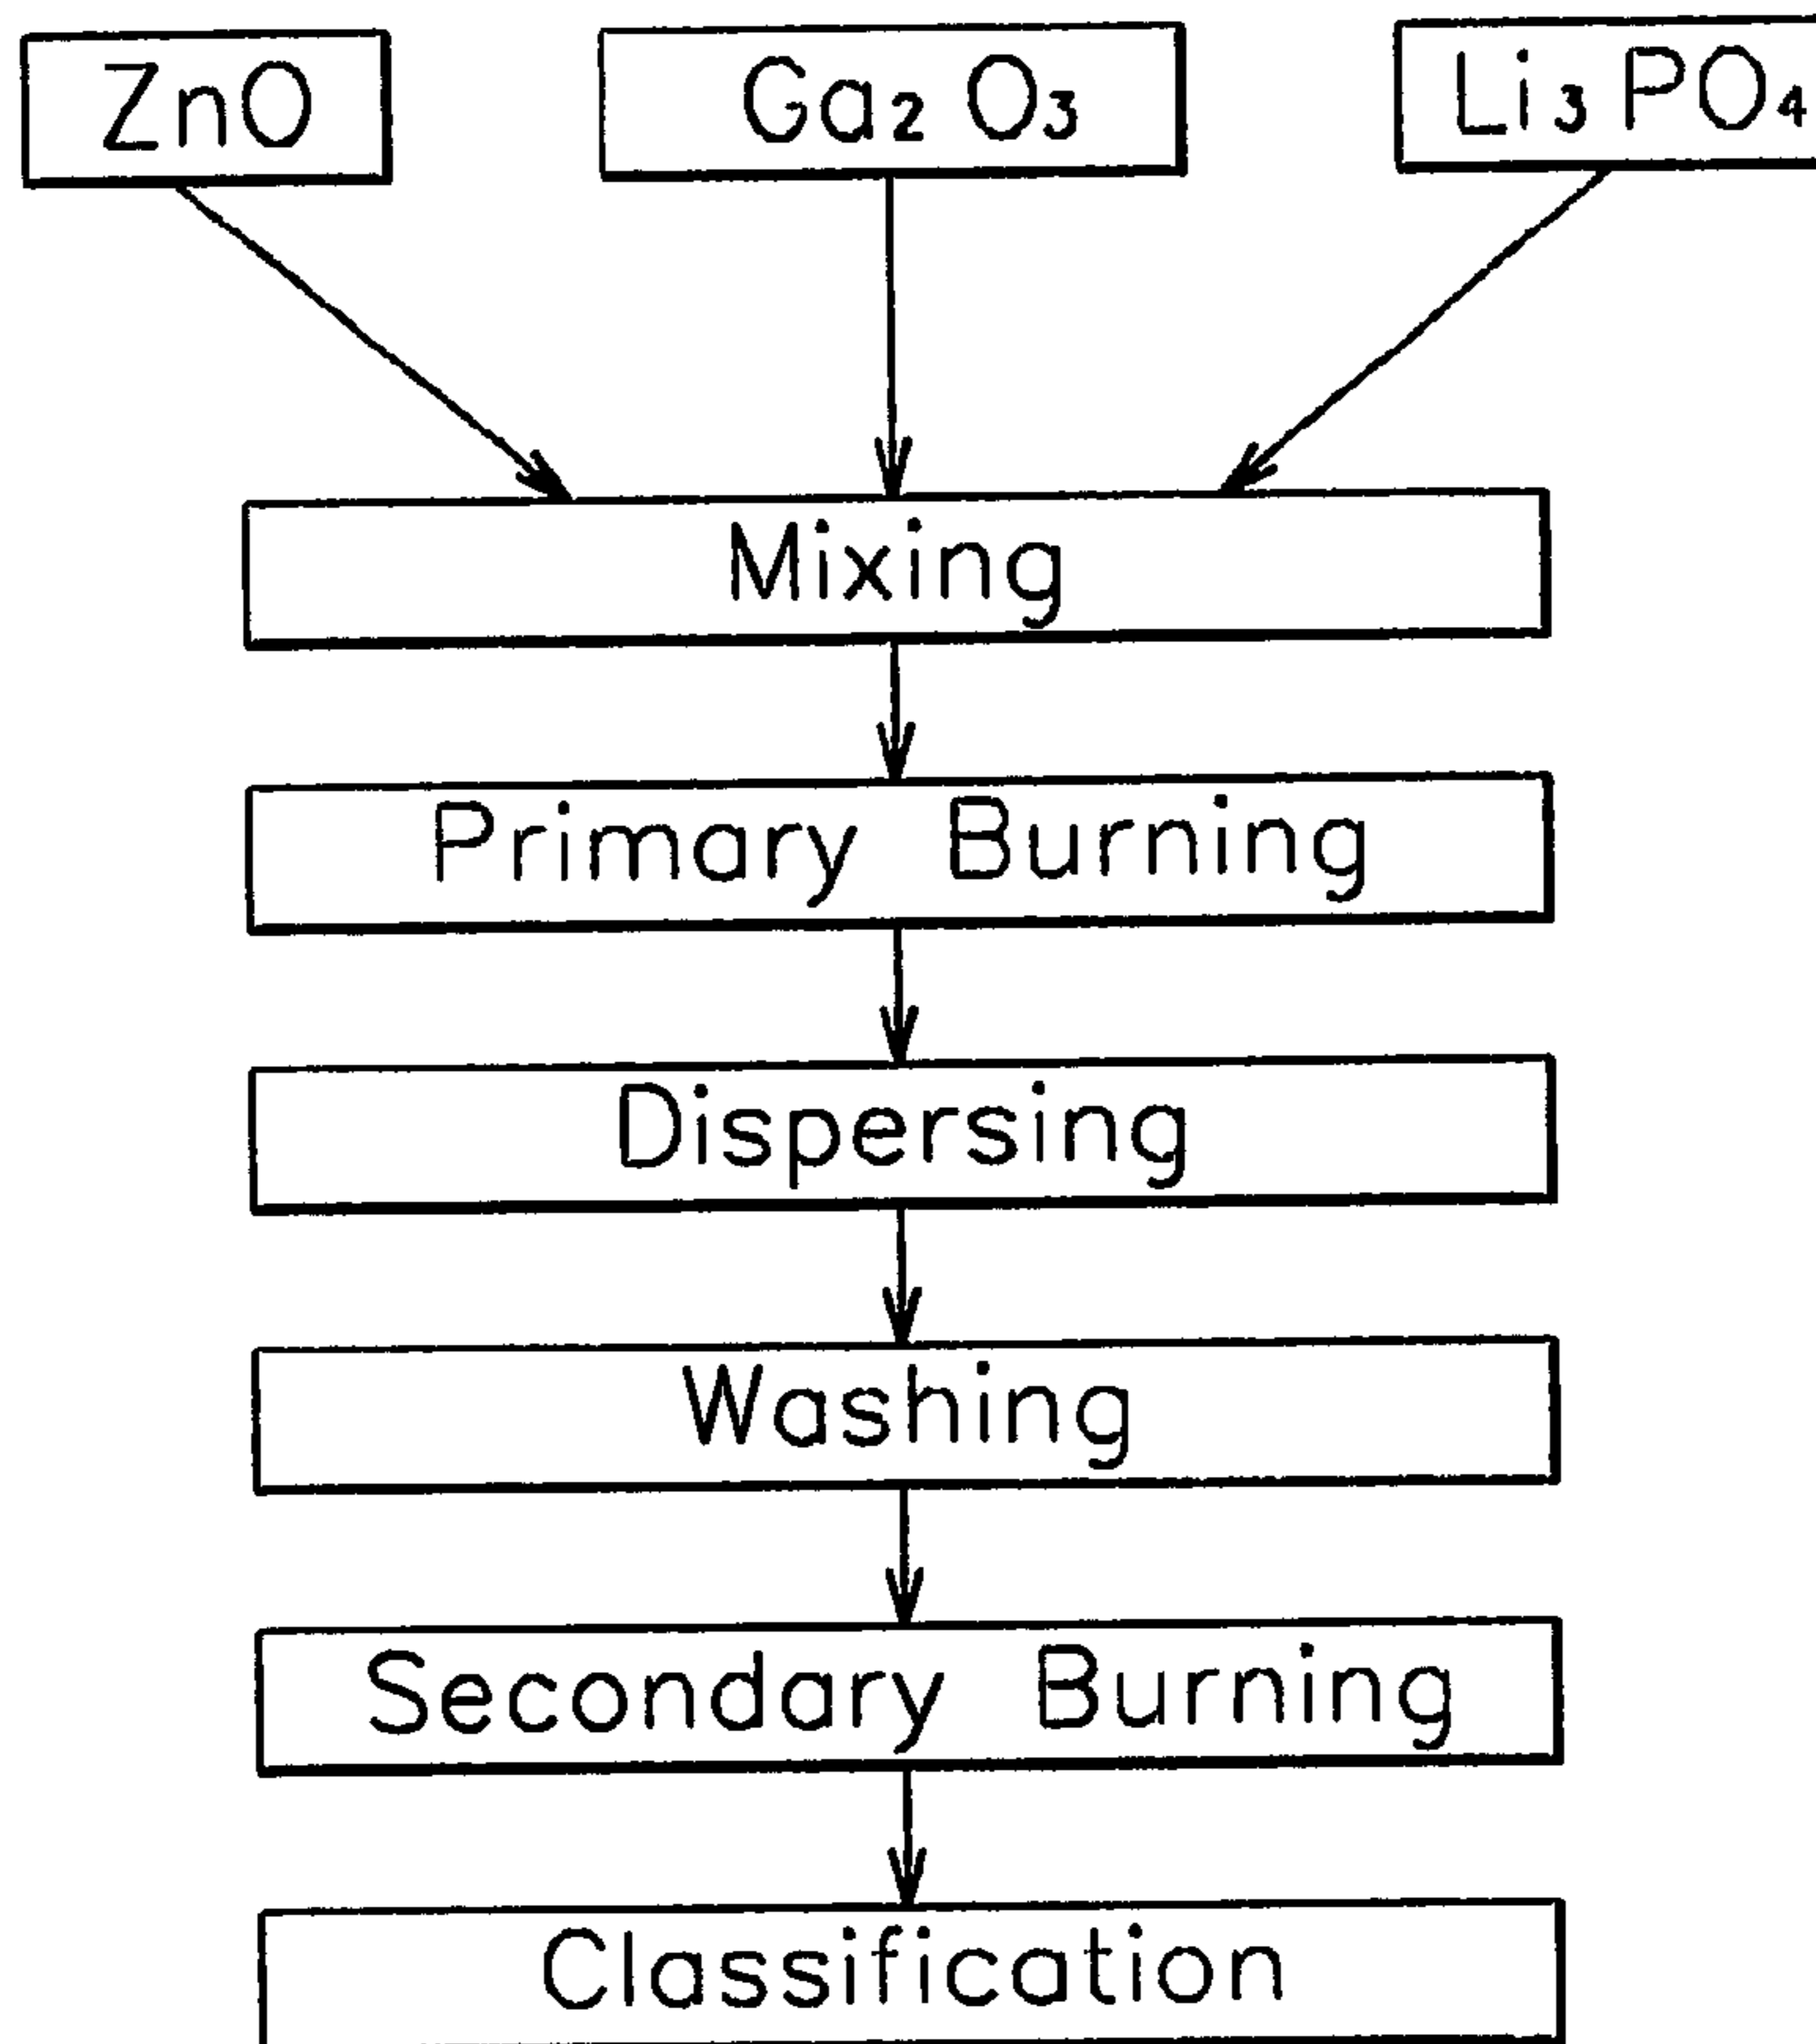 ZnO Ga₂O₃ Li₃PO₄
Mixing
Primary Burning
Dispersing
Washing
Secondary Burning
Classification